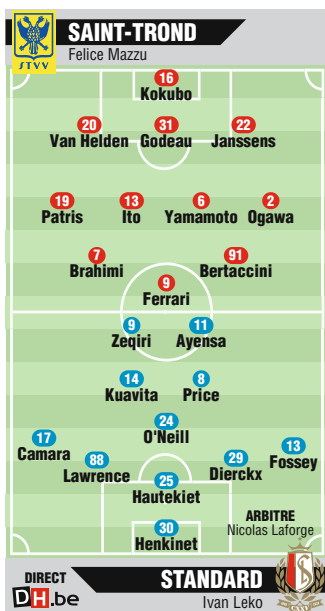 SAINT-TROND
STVV
Felice Mazzu
16
Kokubo
20 31 22
Van Helden Godeau Janssens
19 13 6 2
Patris Ito Yamamoto Ogawa
7 91
Brahimi Bertaccini
9
Ferrari
9 11
Zeqiri Ayensa
14 8
Kuavita Price
24
O'Neill
17 13
Camara Fossey
88 29
Lawrence Dierckx
25
Hautekiet
ARBITRE
Nicolas Laforge
30
Henkinet
DIRECT
DH.be
STANDARD
Ivan Leko